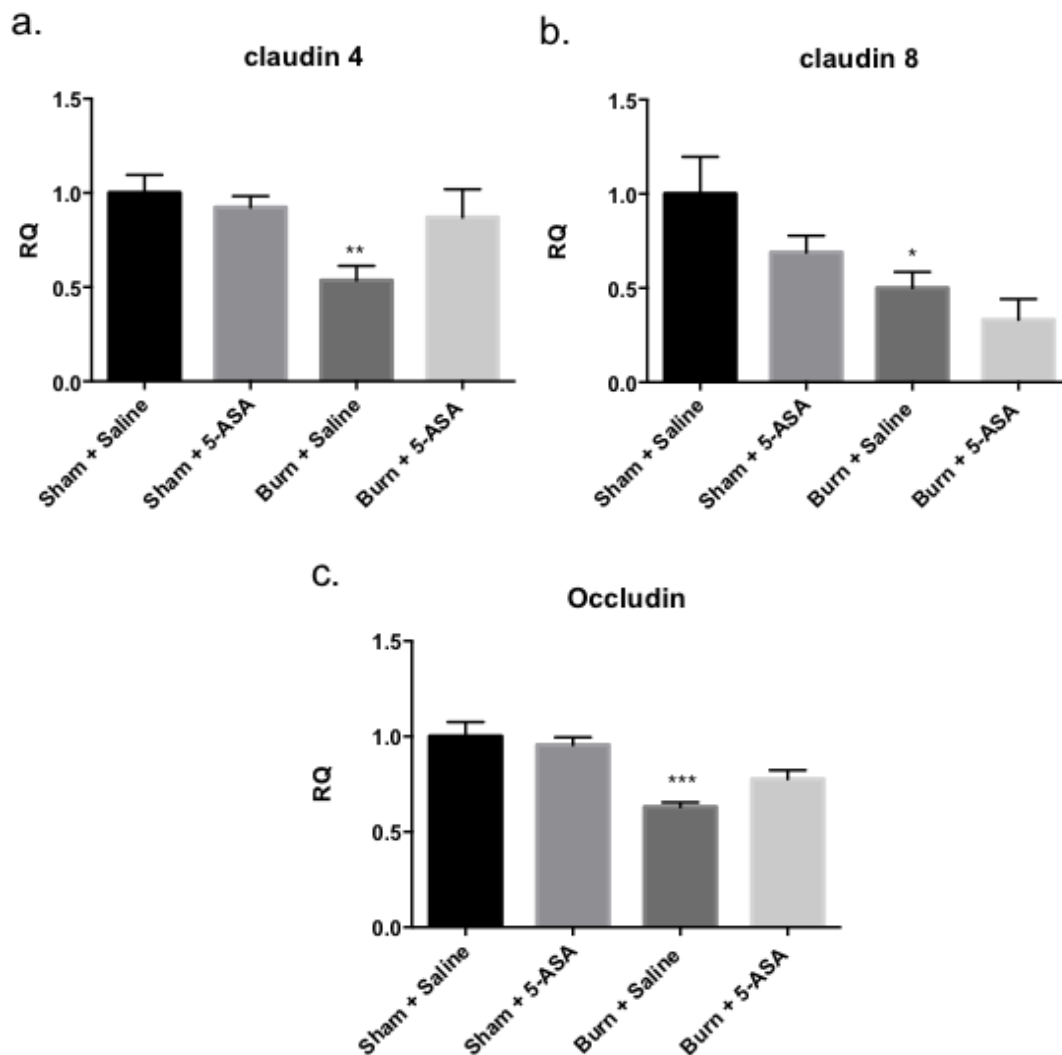 a.
claudin 4
RQ
1.5
1.0
0.5
0.0
**
Sham + Saline
Sham + 5-ASA
Burn + Saline
Burn + 5-ASA
b.
claudin 8
RQ
1.5
1.0
0.5
0.0
*
Sham + Saline
Sham + 5-ASA
Burn + Saline
Burn + 5-ASA
c.
Occludin
RQ
1.5
1.0
0.5
0.0
***
Sham + Saline
Sham + 5-ASA
Burn + Saline
Burn + 5-ASA